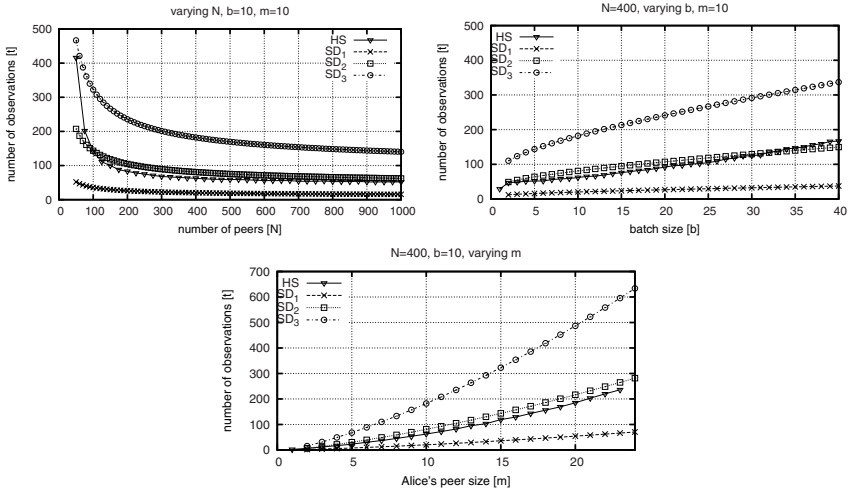 varying N, b=10, m=10
number of observations [t]
500
400
300
200
100
0
HS
SD1
SD2
SD3
0 100 200 300 400 500 600 700 800 900 1000
number of peers [N]
N=400, varying b, m=10
number of observations [t]
500
400
300
200
100
0
HS
SD1
SD2
SD3
0 5 10 15 20 25 30 35 40
batch size [b]
N=400, b=10, varying m
number of observations [t]
700
600
500
400
300
200
100
0
HS
SD1
SD2
SD3
0 5 10 15 20
Alice's peer size [m]